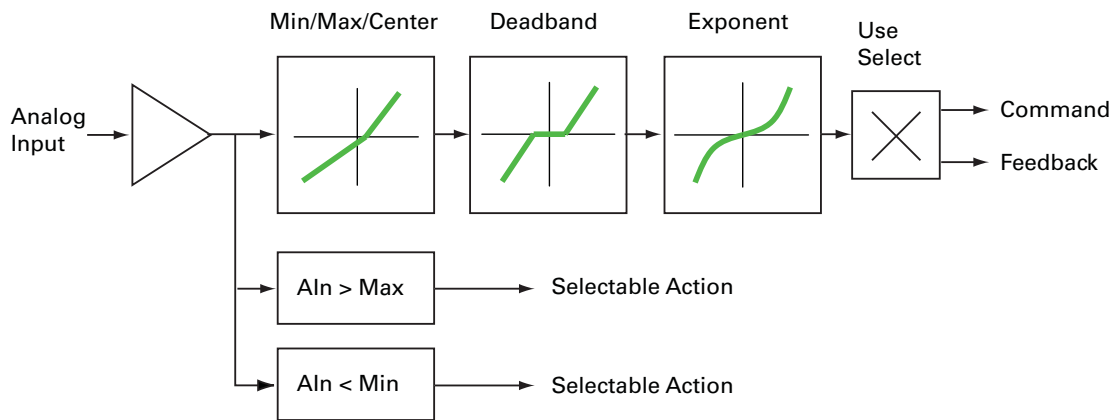 Min/Max/Center
Deadband
Exponent
Use
Select
Analog
Input
Command
Feedback
AIn > Max
Selectable Action
AIn < Min
Selectable Action